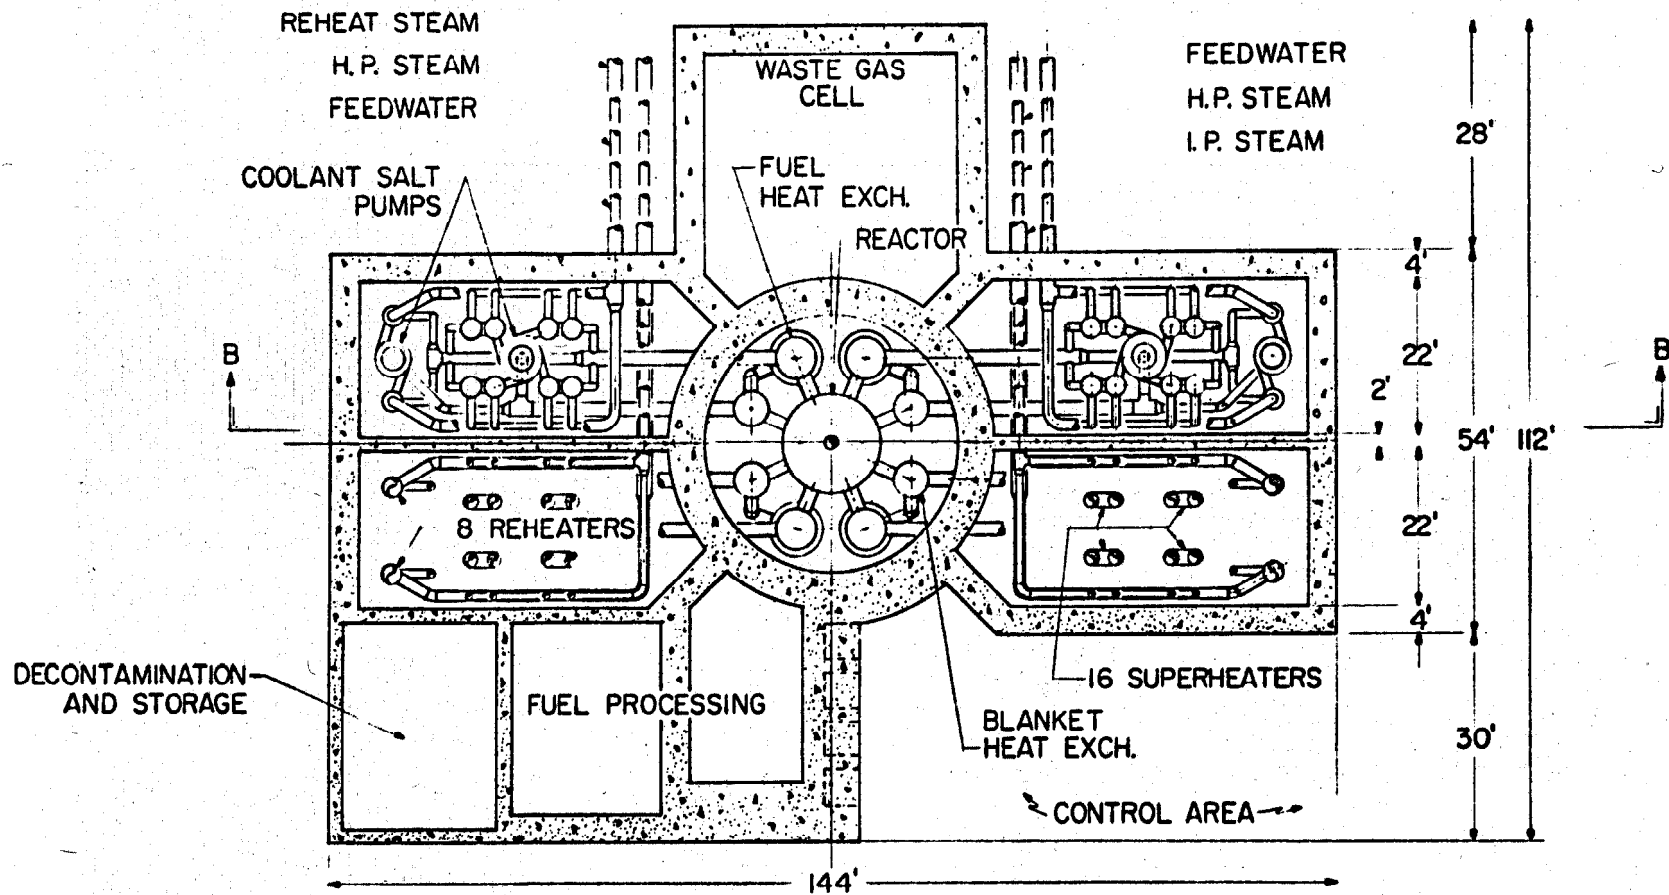 REHEAT STEAM
H.P. STEAM
FEEDWATER
WASTE GAS
CELL
FEEDWATER
H.P. STEAM
I.P. STEAM
28'
COOLANT SALT
PUMPS
FUEL
HEAT EXCH.
REACTOR
4'
B
22'
B
2'
54'
112'
8 REHEATERS
22'
4'
DECONTAMINATION
AND STORAGE
FUEL PROCESSING
16 SUPERHEATERS
BLANKET
HEAT EXCH.
30'
CONTROL AREA
144'